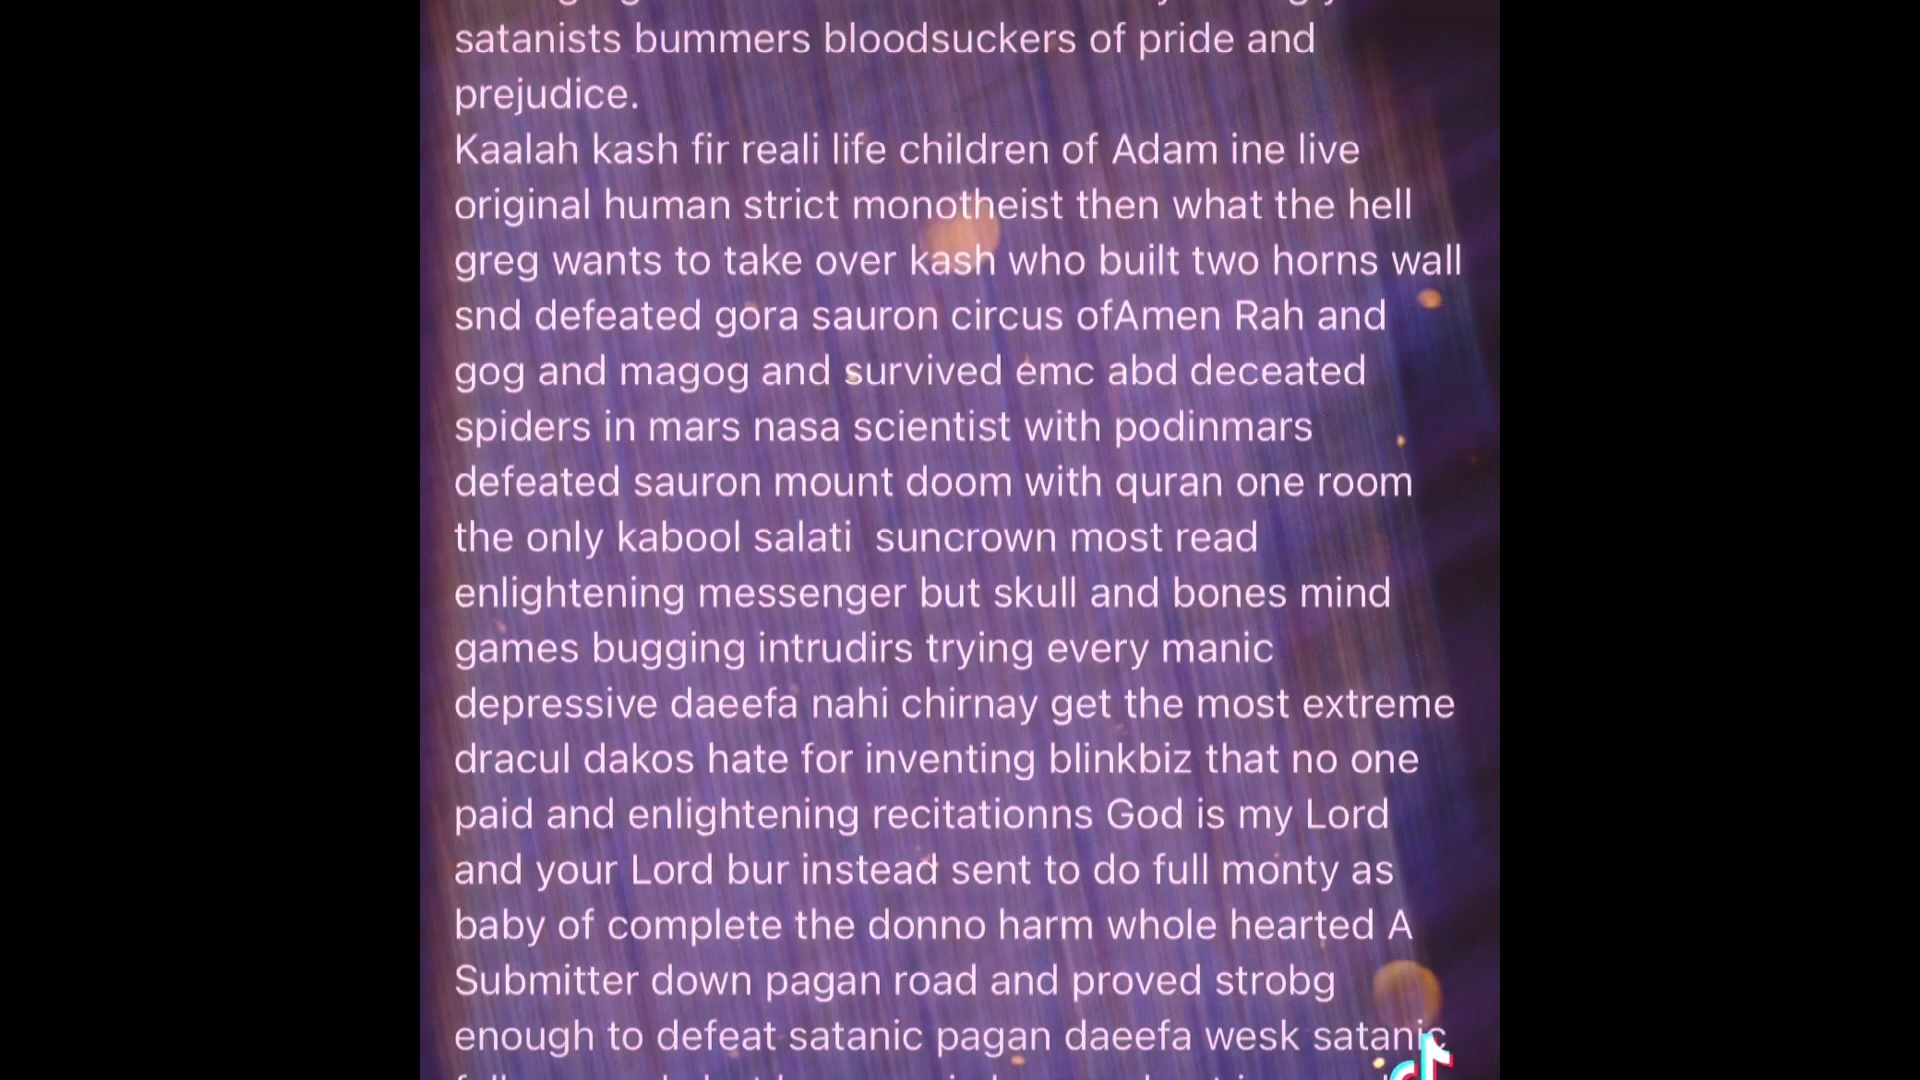 satanists bummers bloodsuckers of pride and
prejudice.
Kaalah kash fir reali life children of Adam ine live
original human strict monotheist then what the hell
greg wants to take over kash who built two horns wall
snd defeated gora sauron circus ofAmen Rah and
gog and magog and survived emc abd deceated
spiders in mars nasa scientist with podinmars
defeated sauron mount doom with quran one room
the only kabool salati  suncrown most read
enlightening messenger but skull and bones mind
games bugging intrudirs trying every manic
depressive daeefa nahi chirnay get the most extreme
dracul dakos hate for inventing blinkbiz that no one
paid and enlightening recitationns God is my Lord
and your Lord bur instead sent to do full monty as
baby of complete the donno harm whole hearted A
Submitter down pagan road and proved strobg
enough to defeat satanic pagan daeefa wesk satanic